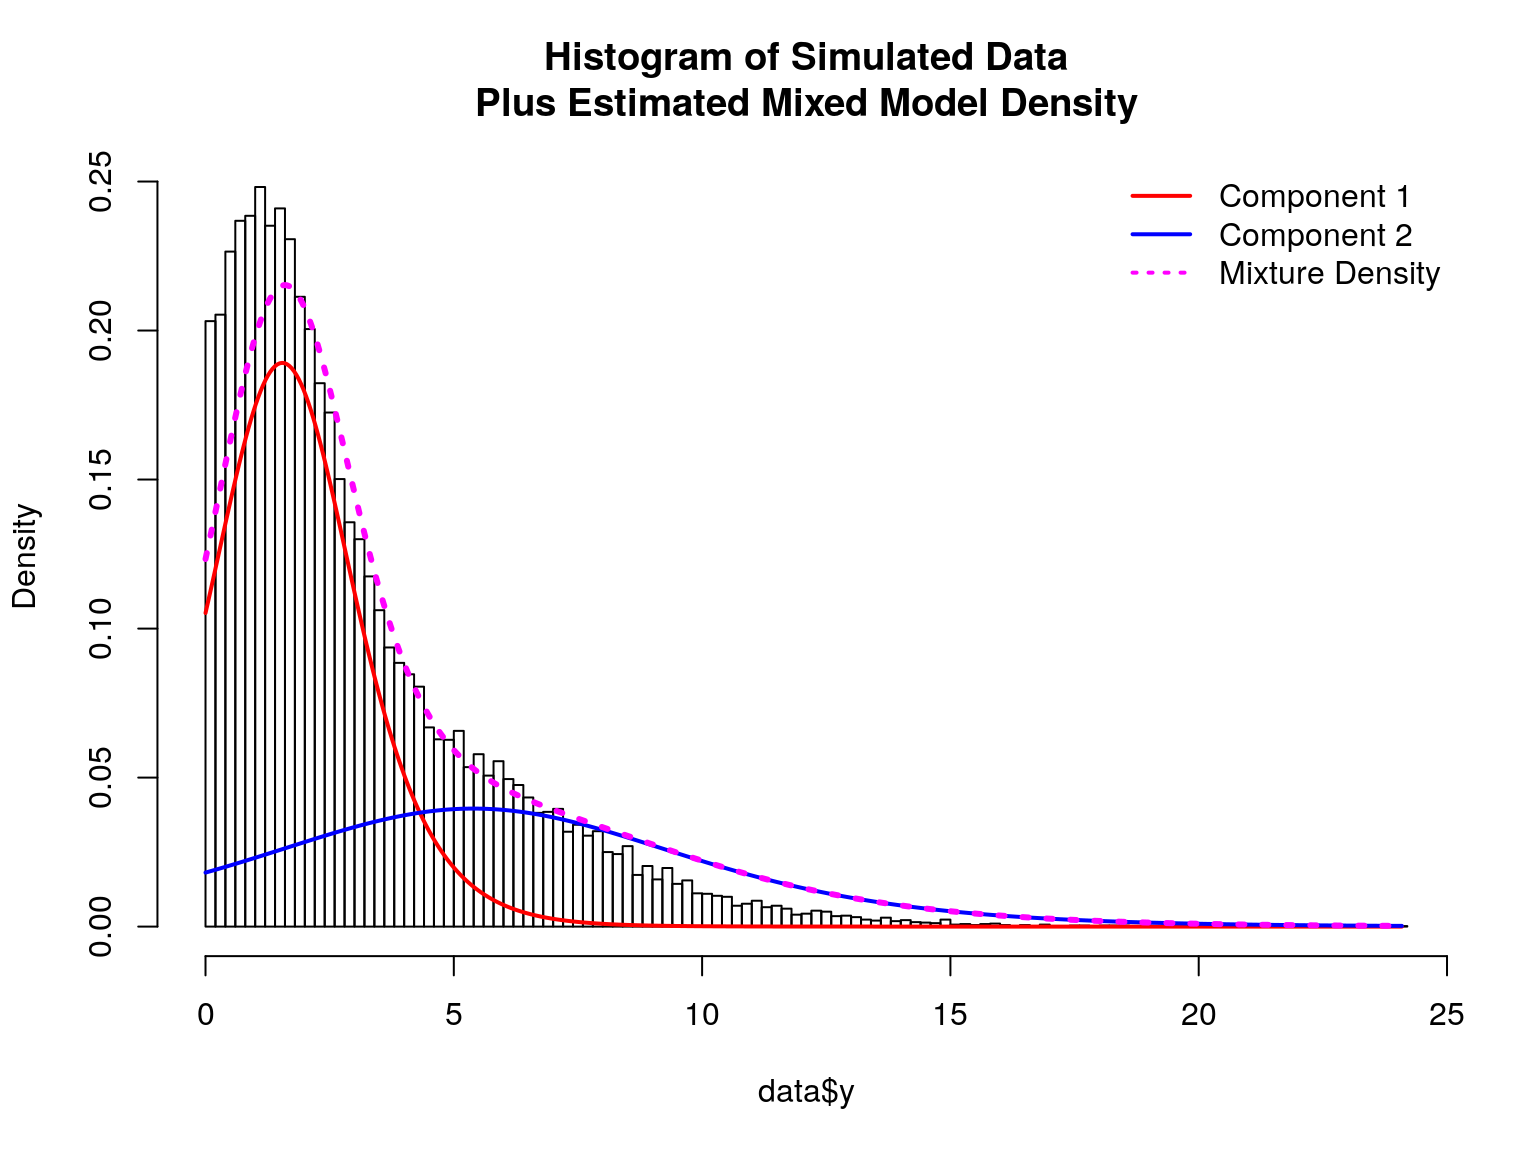 Histogram of Simulated Data
Plus Estimated Mixed Model Density
Component 1
Component 2
Mixture Density
Density
0.25
0.20
0.15
0.10
0.05
0.00
0 5 10 15 20 25
data$y